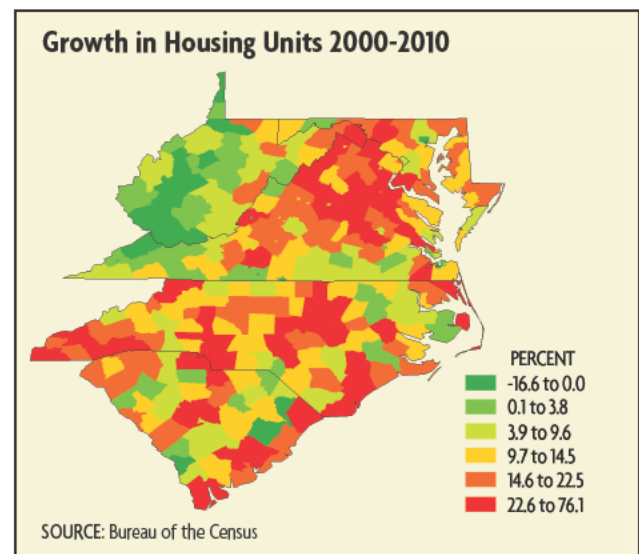 Growth in Housing Units 2000-2010
PERCENT
-16.6 to 0.0
0.1 to 3.8
3.9 to 9.6
9.7 to 14.5
14.6 to 22.5
22.6 to 76.1
SOURCE: Bureau of the Census